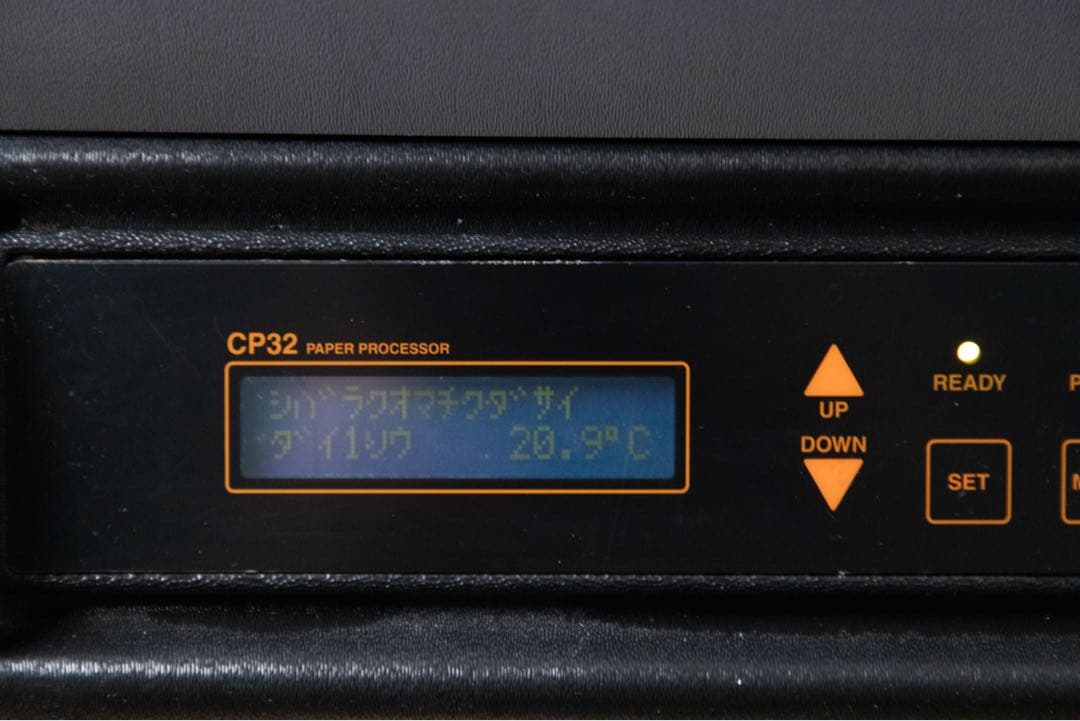 CP32 PAPER PROCESSOR
シバラクオマチクダサイ
ダイ1ソウ 20.9°C
UP
DOWN
READY
SET
P
M